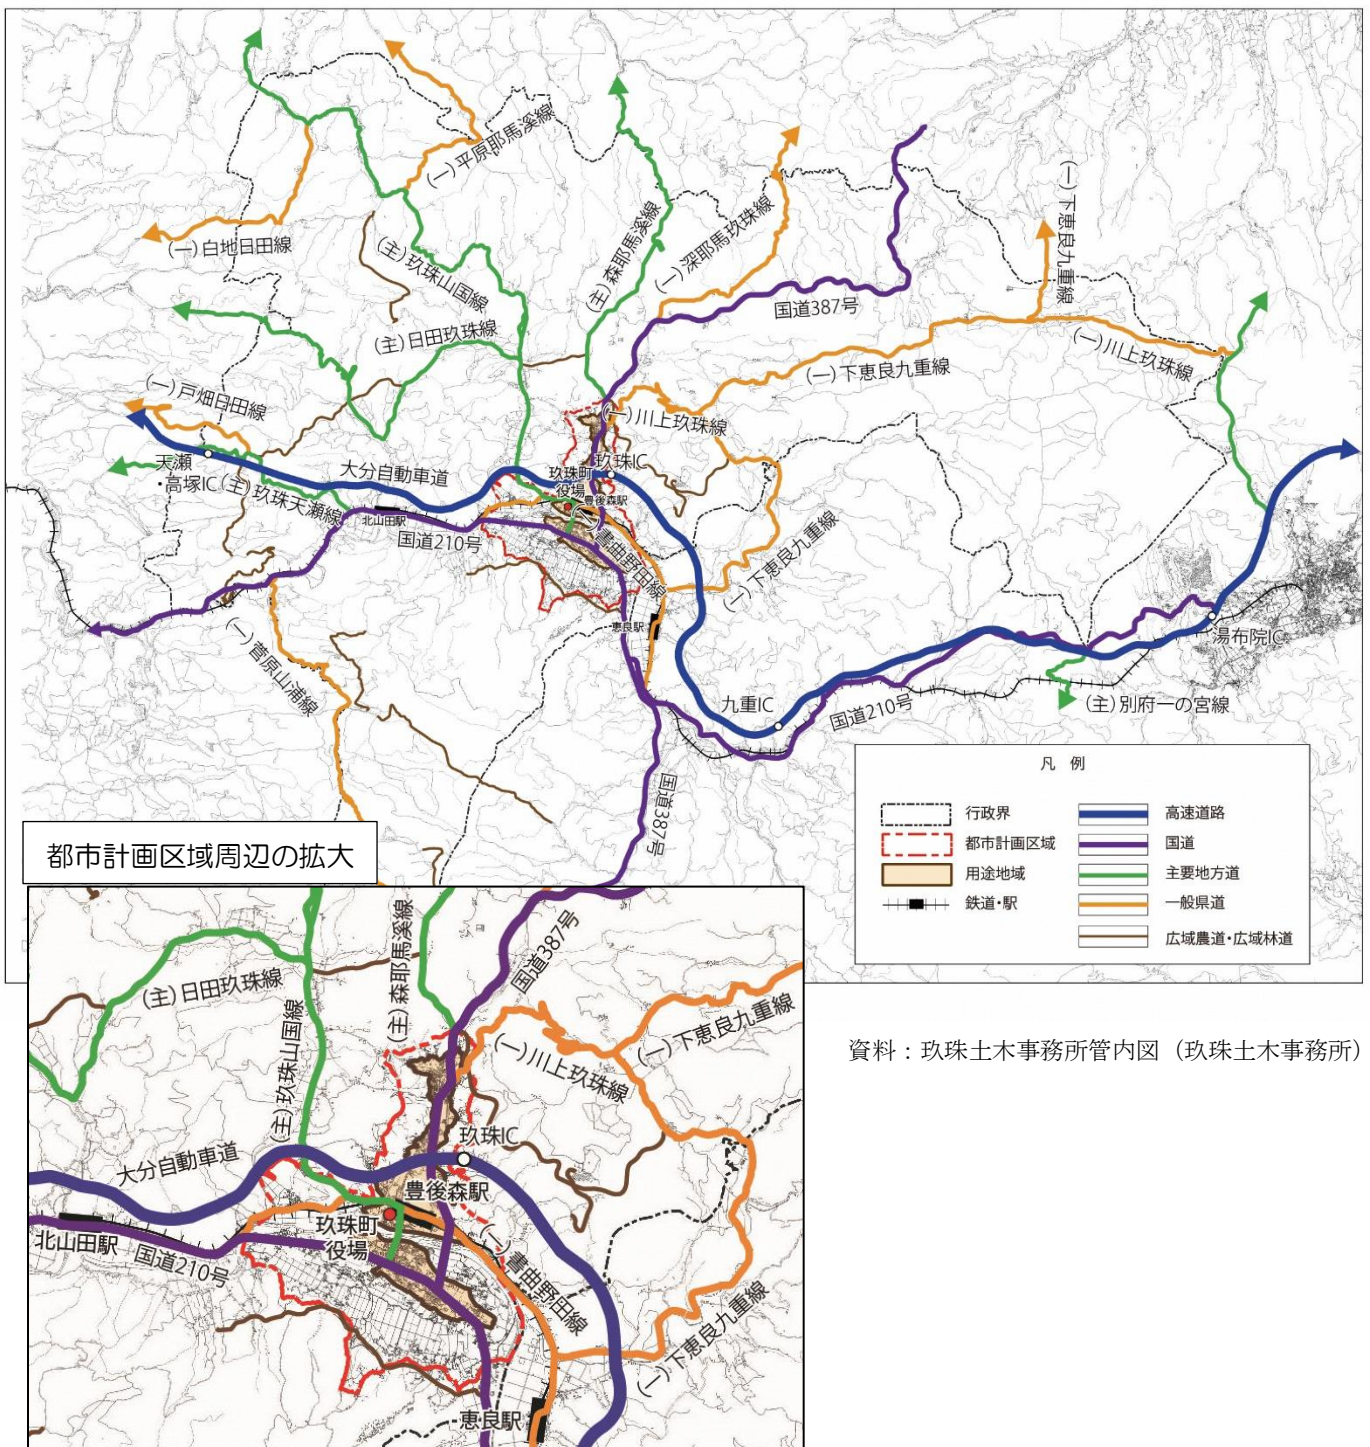 (一)平原耶馬溪線
(一)白地日田線
(主)玖珠山国線
(主)森耶馬溪線
(一)深耶馬玖珠線
(一)下恵良九重線
国道387号
(主)日田玖珠線
(一)下恵良九重線
(一)川上玖珠線
(一)戸畑日田線
(一)川上玖珠線
天瀬
・高塚IC
(主)玖珠天瀬線
大分自動車道
玖珠町
役場
玖珠IC
豊後森駅
北山田駅
国道210号
(一)書曲野田線
(一)下恵良九重線
恵良駅
(一)菅原山浦線
湯布院IC
九重IC
国道210号
(主)別府一の宮線
国道387号
凡 例
行政界
高速道路
都市計画区域
国道
用途地域
主要地方道
鉄道・駅
一般県道
広域農道・広域林道
都市計画区域周辺の拡大
(主)日田玖珠線
(主)玖珠山国線
(主)森耶馬溪線
国道387号
(一)川上玖珠線
(一)下恵良九重線
大分自動車道
玖珠IC
豊後森駅
玖珠町
役場
北山田駅
国道210号
(一)書曲野田線
(一)下恵良九重線
恵良駅
資料：玖珠土木事務所管内図（玖珠土木事務所）